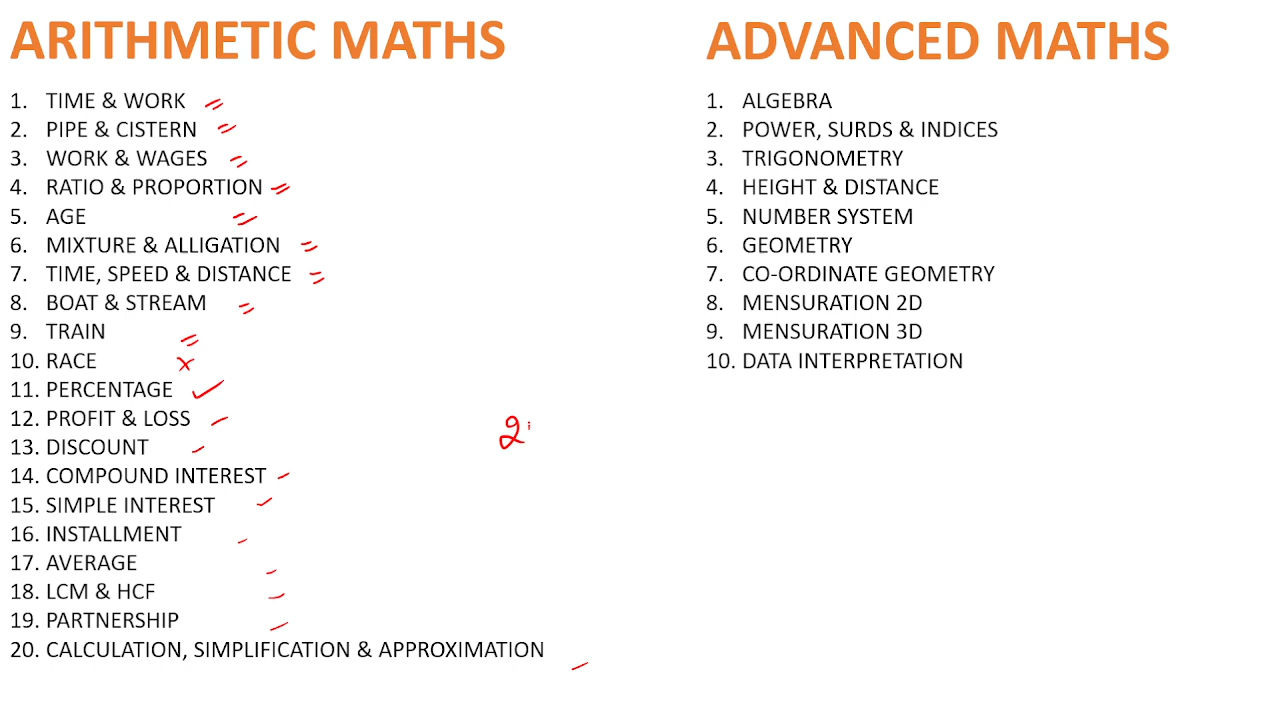 ARITHMETIC MATHS
1. TIME & WORK
2. PIPE & CISTERN
3. WORK & WAGES
4. RATIO & PROPORTION
5. AGE
6. MIXTURE & ALLIGATION
7. TIME, SPEED & DISTANCE
8. BOAT & STREAM
9. TRAIN
10. RACE
11. PERCENTAGE
12. PROFIT & LOSS
13. DISCOUNT
14. COMPOUND INTEREST
15. SIMPLE INTEREST
16. INSTALLMENT
17. AVERAGE
18. LCM & HCF
19. PARTNERSHIP
20. CALCULATION, SIMPLIFICATION & APPROXIMATION
2
ADVANCED MATHS
1. ALGEBRA
2. POWER, SURDS & INDICES
3. TRIGONOMETRY
4. HEIGHT & DISTANCE
5. NUMBER SYSTEM
6. GEOMETRY
7. CO-ORDINATE GEOMETRY
8. MENSURATION 2D
9. MENSURATION 3D
10. DATA INTERPRETATION